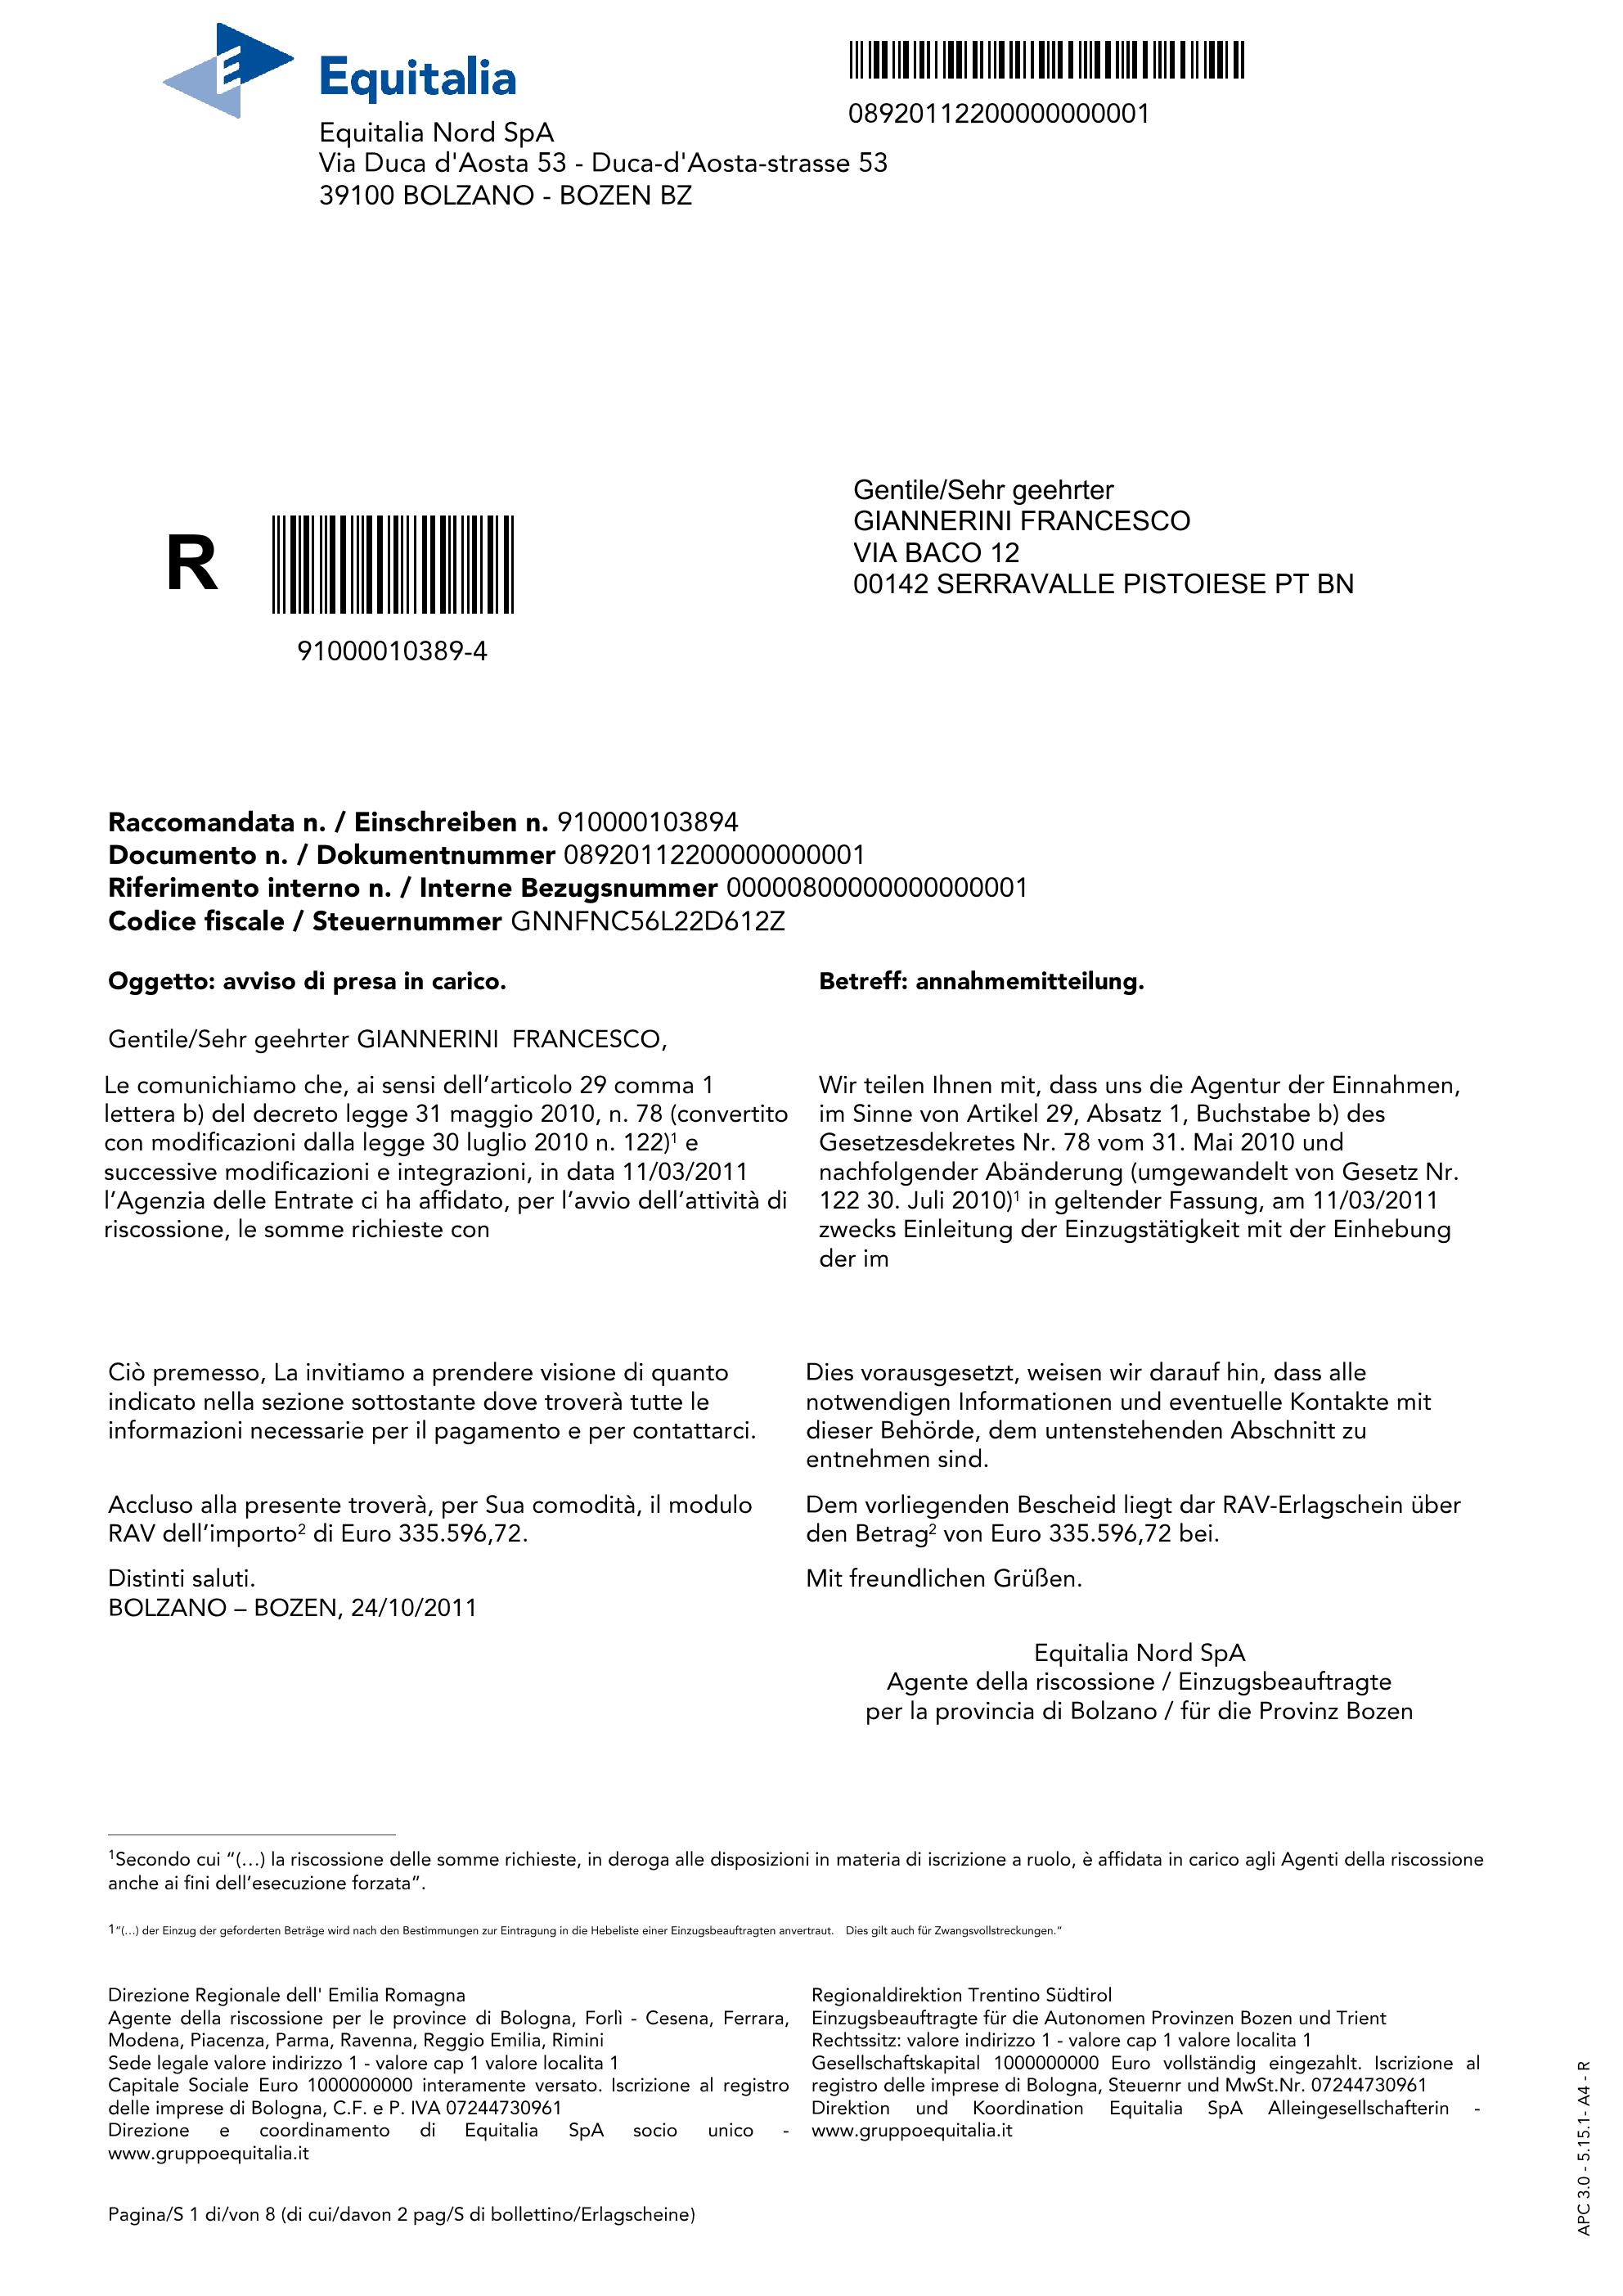 Equitalia
Equitalia Nord SpA
Via Duca d'Aosta 53 - Duca-d'Aosta-strasse 53
39100 BOLZANO - BOZEN BZ
08920112200000000001
Gentile/Sehr geehrter
GIANNERINI FRANCESCO
VIA BACO 12
00142 SERRAVALLE PISTOIESE PT BN
R
91000010389-4
Raccomandata n. / Einschreiben n. 910000103894
Documento n. / Dokumentnummer 08920112200000000001
Riferimento interno n. / Interne Bezugsnummer 00000800000000000001
Codice fiscale / Steuernummer GNNFNC56L22D612Z
Oggetto: avviso di presa in carico.
Betreff: annahmemitteilung.
Gentile/Sehr geehrter GIANNERINI  FRANCESCO,
Le comunichiamo che, ai sensi dell’articolo 29 comma 1
lettera b) del decreto legge 31 maggio 2010, n. 78 (convertito
con modificazioni dalla legge 30 luglio 2010 n. 122)¹ e
successive modificazioni e integrazioni, in data 11/03/2011
l’Agenzia delle Entrate ci ha affidato, per l’avvio dell’attività di
riscossione, le somme richieste con
Wir teilen Ihnen mit, dass uns die Agentur der Einnahmen,
im Sinne von Artikel 29, Absatz 1, Buchstabe b) des
Gesetzesdekretes Nr. 78 vom 31. Mai 2010 und
nachfolgender Abänderung (umgewandelt von Gesetz Nr.
122 30. Juli 2010)¹ in geltender Fassung, am 11/03/2011
zwecks Einleitung der Einzugstätigkeit mit der Einhebung
der im
Ciò premesso, La invitiamo a prendere visione di quanto
indicato nella sezione sottostante dove troverà tutte le
informazioni necessarie per il pagamento e per contattarci.
Dies vorausgesetzt, weisen wir darauf hin, dass alle
notwendigen Informationen und eventuelle Kontakte mit
dieser Behörde, dem untenstehenden Abschnitt zu
entnehmen sind.
Accluso alla presente troverà, per Sua comodità, il modulo
RAV dell’importo² di Euro 335.596,72.
Dem vorliegenden Bescheid liegt dar RAV-Erlagschein über
den Betrag² von Euro 335.596,72 bei.
Distinti saluti.
BOLZANO – BOZEN, 24/10/2011
Mit freundlichen Grüßen.
Equitalia Nord SpA
Agente della riscossione / Einzugsbeauftragte
per la provincia di Bolzano / für die Provinz Bozen
¹Secondo cui “(…) la riscossione delle somme richieste, in deroga alle disposizioni in materia di iscrizione a ruolo, è affidata in carico agli Agenti della riscossione
anche ai fini dell’esecuzione forzata”.
1“(…) der Einzug der geforderten Beträge wird nach den Bestimmungen zur Eintragung in die Hebeliste einer Einzugsbeauftragten anvertraut.   Dies gilt auch für Zwangsvollstreckungen.”
Direzione Regionale dell' Emilia Romagna
Agente della riscossione per le province di Bologna, Forlì - Cesena, Ferrara,
Modena, Piacenza, Parma, Ravenna, Reggio Emilia, Rimini
Sede legale valore indirizzo 1 - valore cap 1 valore localita 1
Capitale Sociale Euro 1000000000 interamente versato. Iscrizione al registro
delle imprese di Bologna, C.F. e P. IVA 07244730961
Direzione e coordinamento di Equitalia SpA socio unico -
www.gruppoequitalia.it
Regionaldirektion Trentino Südtirol
Einzugsbeauftragte für die Autonomen Provinzen Bozen und Trient
Rechtssitz: valore indirizzo 1 - valore cap 1 valore localita 1
Gesellschaftskapital 1000000000 Euro vollständig eingezahlt. Iscrizione al
registro delle imprese di Bologna, Steuernr und MwSt.Nr. 07244730961
Direktion und Koordination Equitalia SpA Alleingesellschafterin -
www.gruppoequitalia.it
APC 3.0 - 5.15.1- A4 - R
Pagina/S 1 di/von 8 (di cui/davon 2 pag/S di bollettino/Erlagscheine)